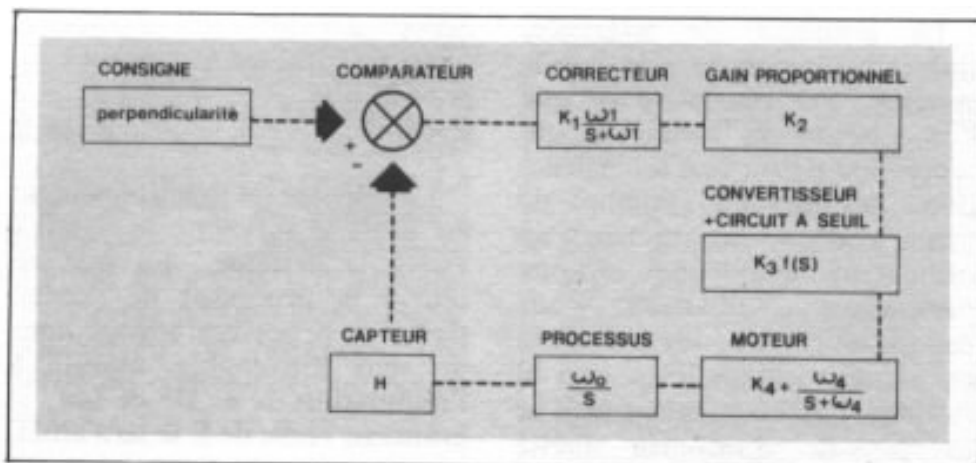 CONSIGNE
perpendicularité
COMPARATEUR
+
−
CORRECTEUR
K1 ω1
S+ω1
GAIN PROPORTIONNEL
K2
CONVERTISSEUR
+CIRCUIT A SEUIL
K3 f(S)
MOTEUR
K4 + ω4
S+ω4
PROCESSUS
ωo
S
CAPTEUR
H